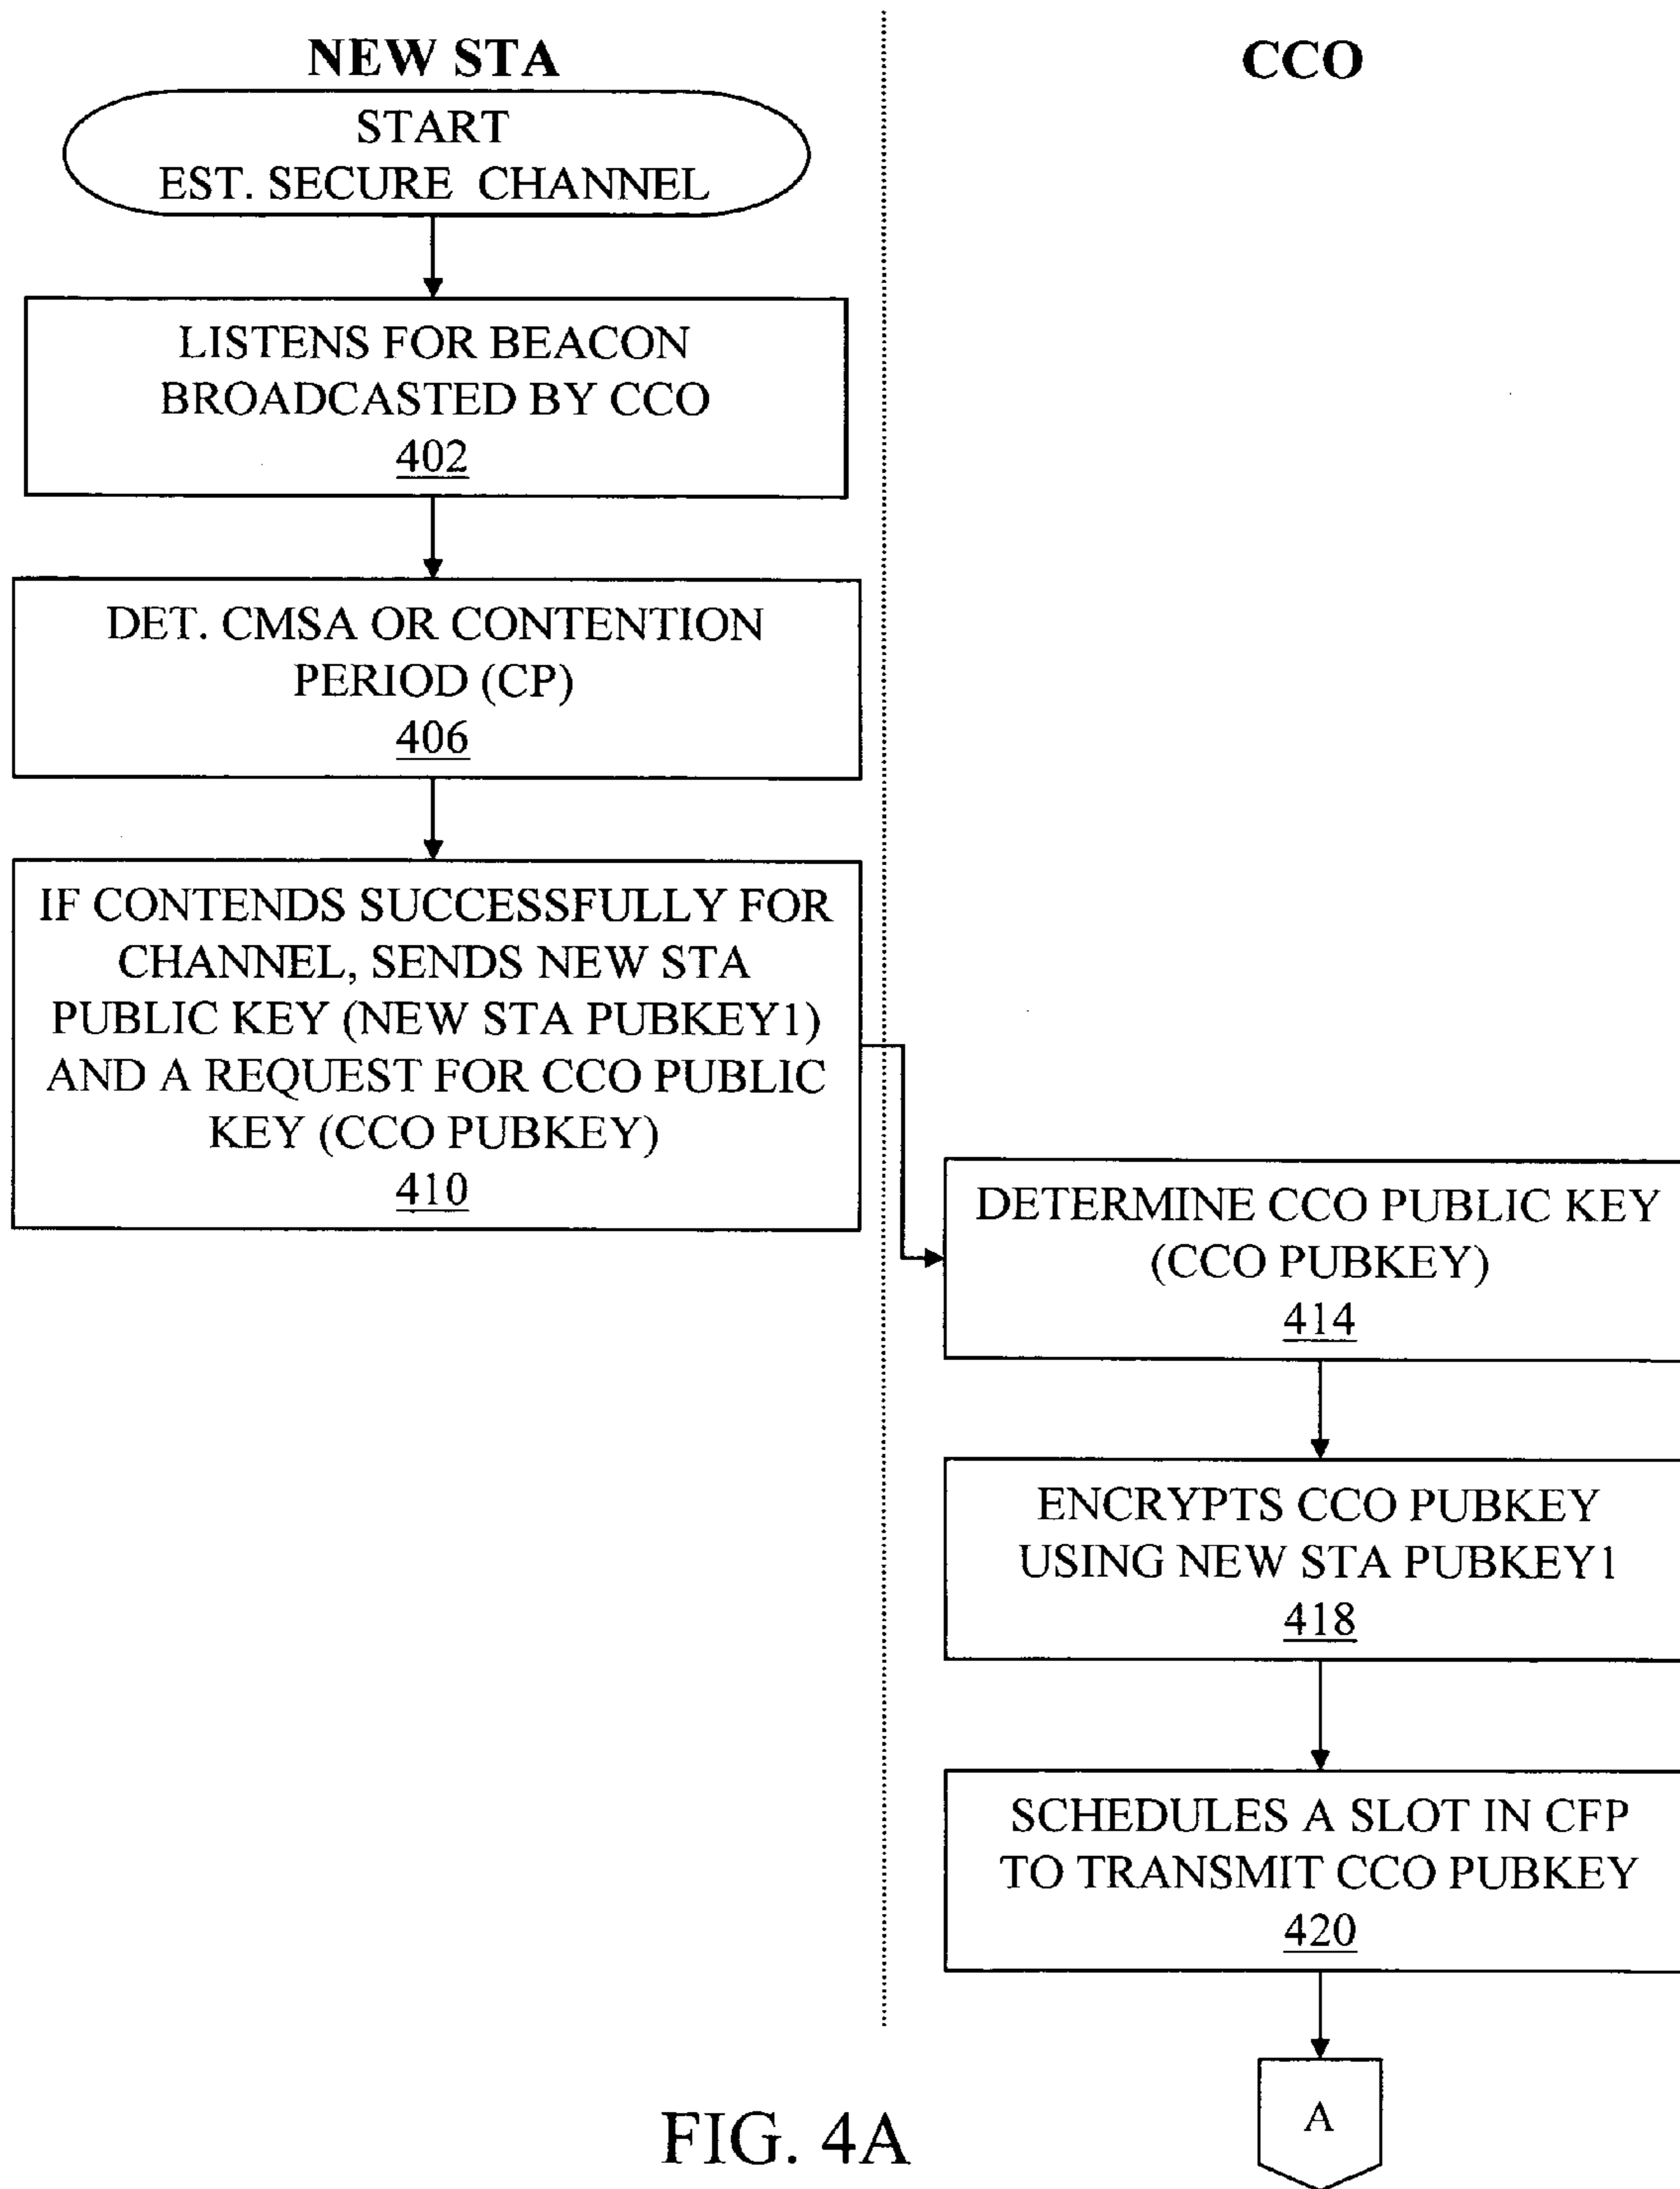 NEW STA
START
EST. SECURE CHANNEL
LISTENS FOR BEACON
BROADCASTED BY CCO
402
DET. CMSA OR CONTENTION
PERIOD (CP)
406
IF CONTENDS SUCCESSFULLY FOR
CHANNEL, SENDS NEW STA
PUBLIC KEY (NEW STA PUBKEY1)
AND A REQUEST FOR CCO PUBLIC
KEY (CCO PUBKEY)
410
CCO
DETERMINE CCO PUBLIC KEY
(CCO PUBKEY)
414
ENCRYPTS CCO PUBKEY
USING NEW STA PUBKEY1
418
SCHEDULES A SLOT IN CFP
TO TRANSMIT CCO PUBKEY
420
A
FIG. 4A